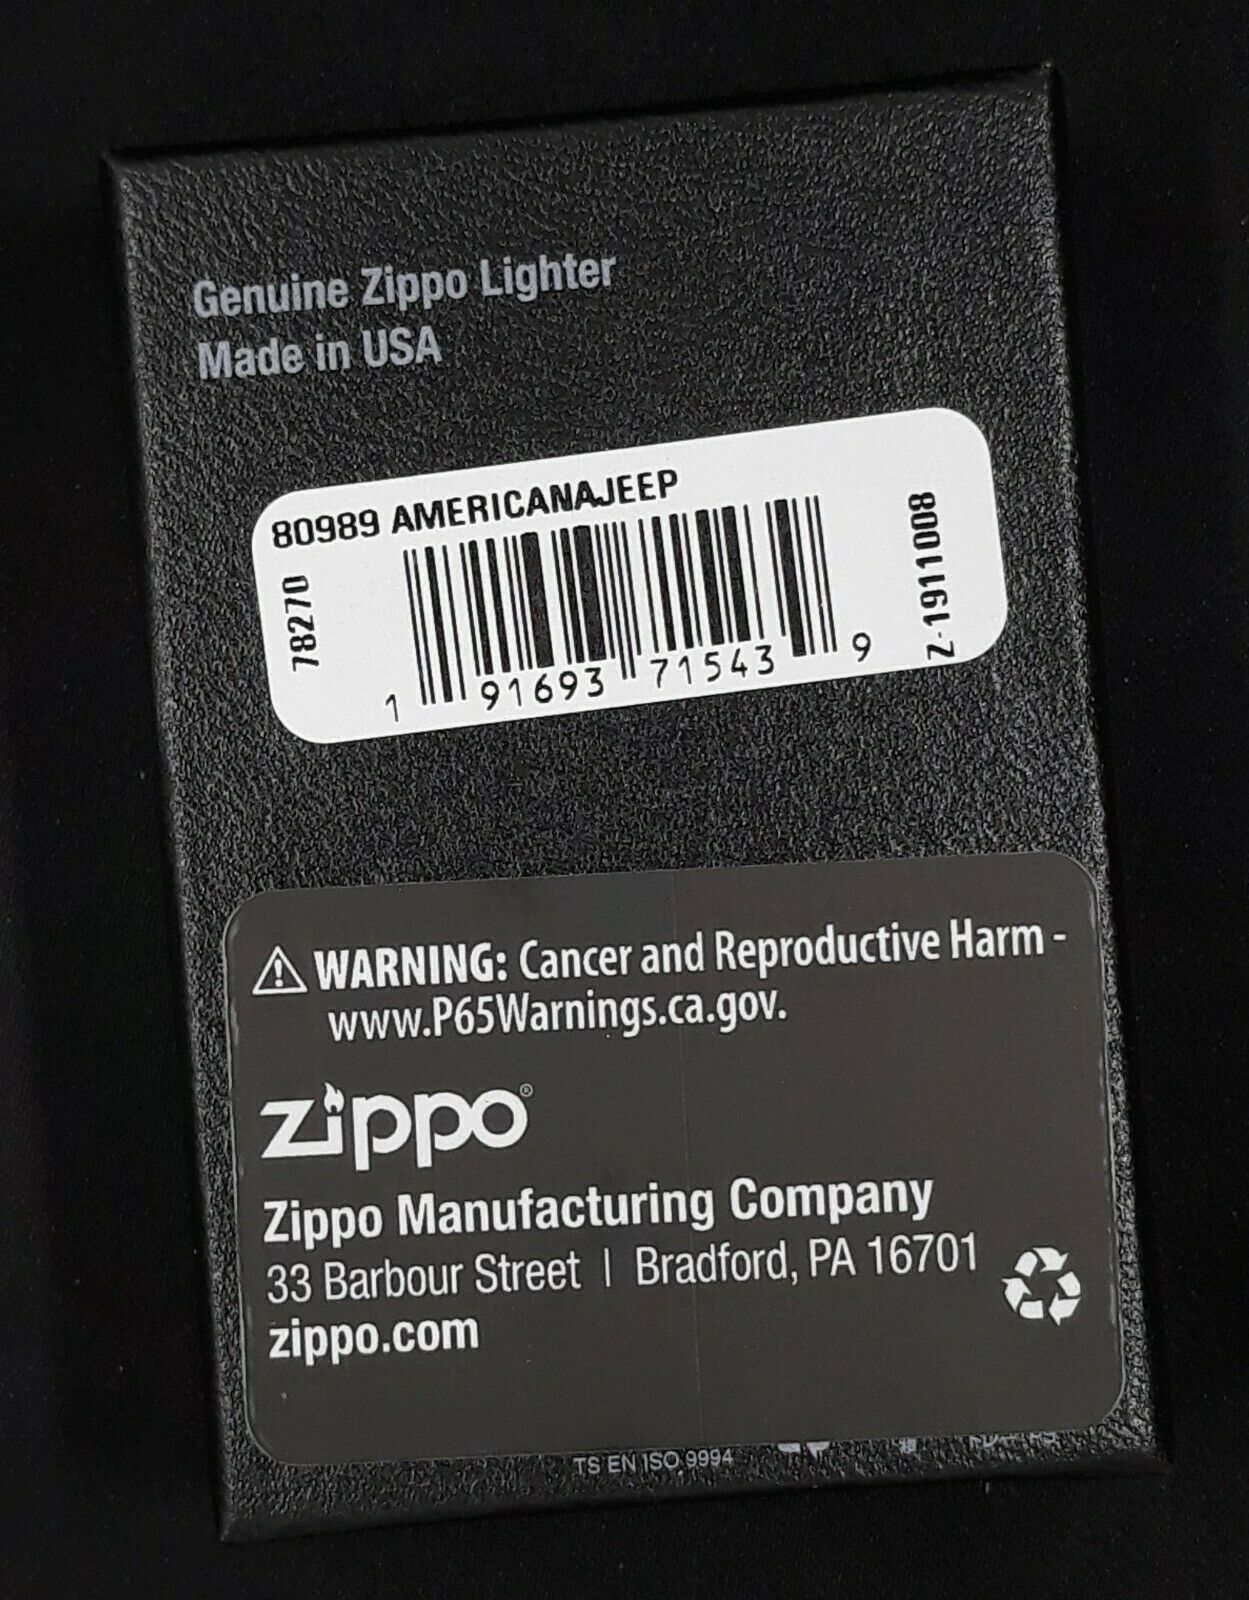 Genuine Zippo Lighter
Made in USA
80989 AMERICANAJEEP
78270
1 91693 71543 9
Z-1911008
WARNING: Cancer and Reproductive Harm -
www.P65Warnings.ca.gov.
zippo®
Zippo Manufacturing Company
33 Barbour Street | Bradford, PA 16701
zippo.com
TS EN ISO 9994